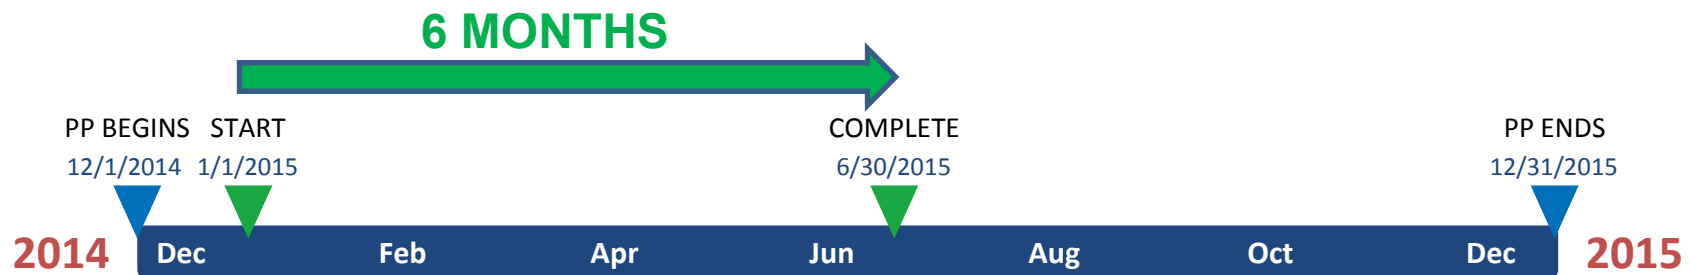 6 MONTHS
PP BEGINS START COMPLETE PP ENDS
12/1/2014 1/1/2015 6/30/2015 12/31/2015
2014 Dec Feb Apr Jun Aug Oct Dec 2015